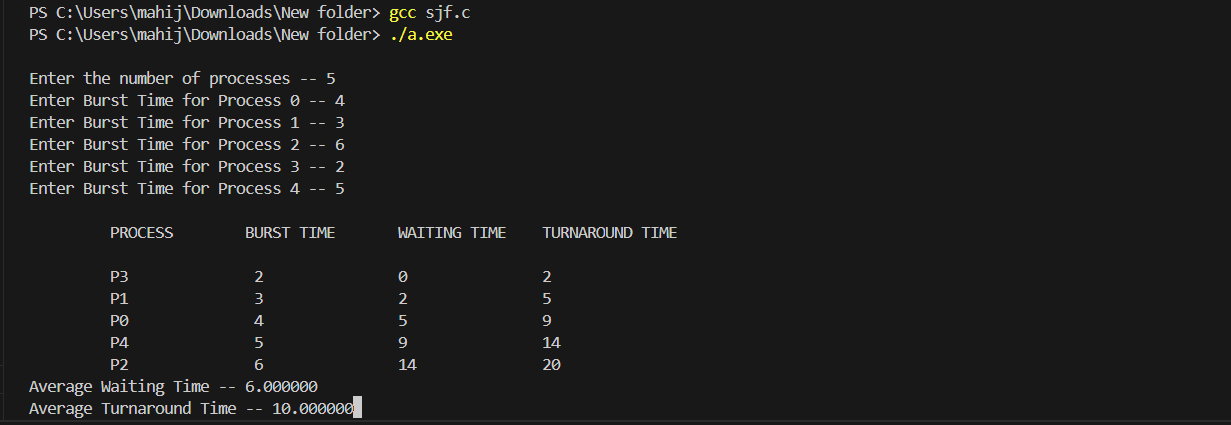 PS C:\Users\mahij\Downloads\New folder> gcc sjf.c
PS C:\Users\mahij\Downloads\New folder> ./a.exe
Enter the number of processes -- 5
Enter Burst Time for Process 0 -- 4
Enter Burst Time for Process 1 -- 3
Enter Burst Time for Process 2 -- 6
Enter Burst Time for Process 3 -- 2
Enter Burst Time for Process 4 -- 5
PROCESS BURST TIME WAITING TIME TURNAROUND TIME
P3 2 0 2
P1 3 2 5
P0 4 5 9
P4 5 9 14
P2 6 14 20
Average Waiting Time -- 6.000000
Average Turnaround Time -- 10.000000